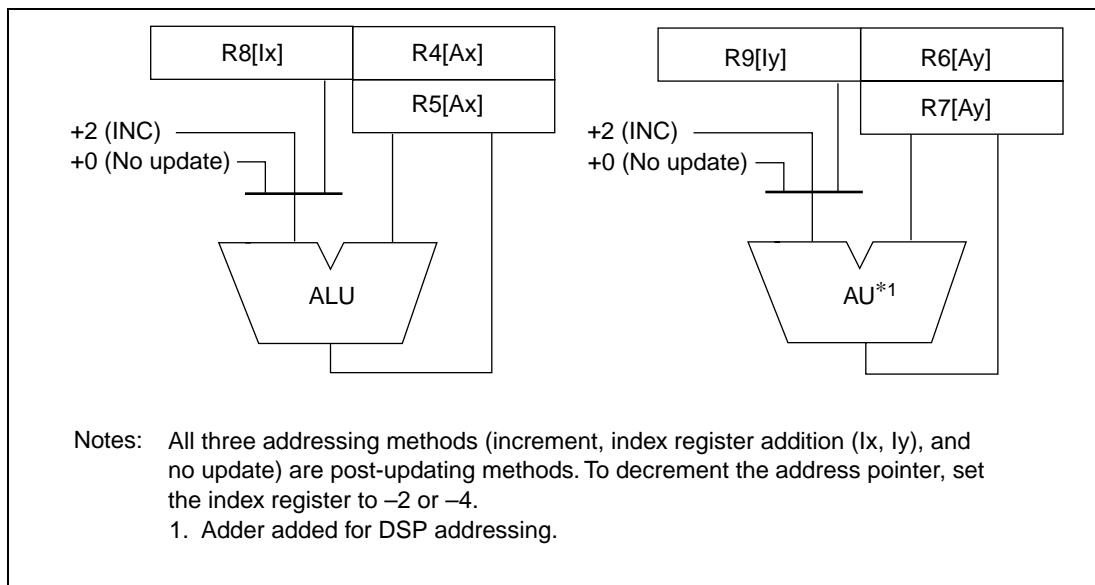 R8[Ix] R4[Ax]
R5[Ax]
+2 (INC)
+0 (No update)
ALU
R9[Iy] R6[Ay]
R7[Ay]
+2 (INC)
+0 (No update)
AU*1
Notes: All three addressing methods (increment, index register addition (Ix, Iy), and
no update) are post-updating methods. To decrement the address pointer, set
the index register to –2 or –4.
1. Adder added for DSP addressing.